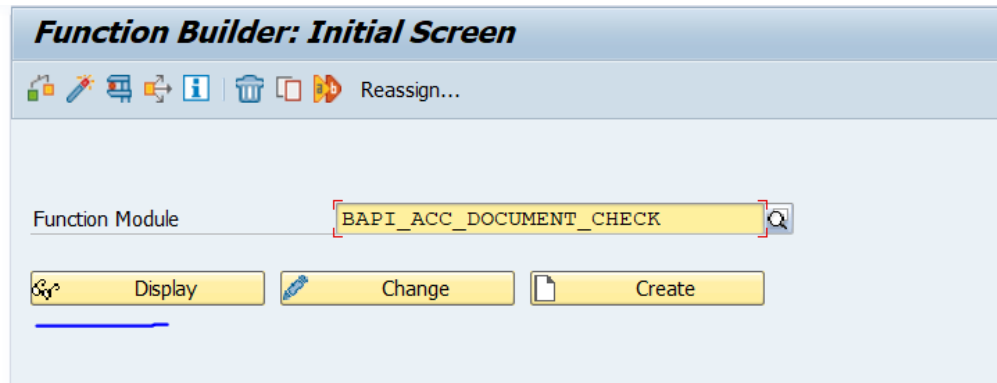 Function Builder: Initial Screen
Reassign...
Function Module BAPI_ACC_DOCUMENT_CHECK
Display Change Create